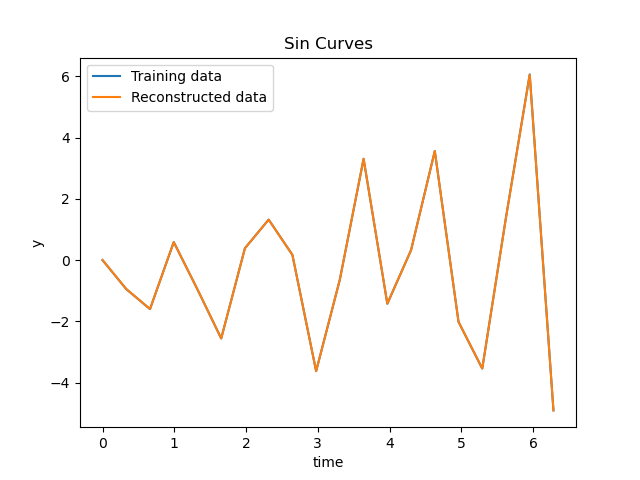 Sin Curves
Training data
Reconstructed data
6
4
2
0
−2
−4
y
0 1 2 3 4 5 6
time